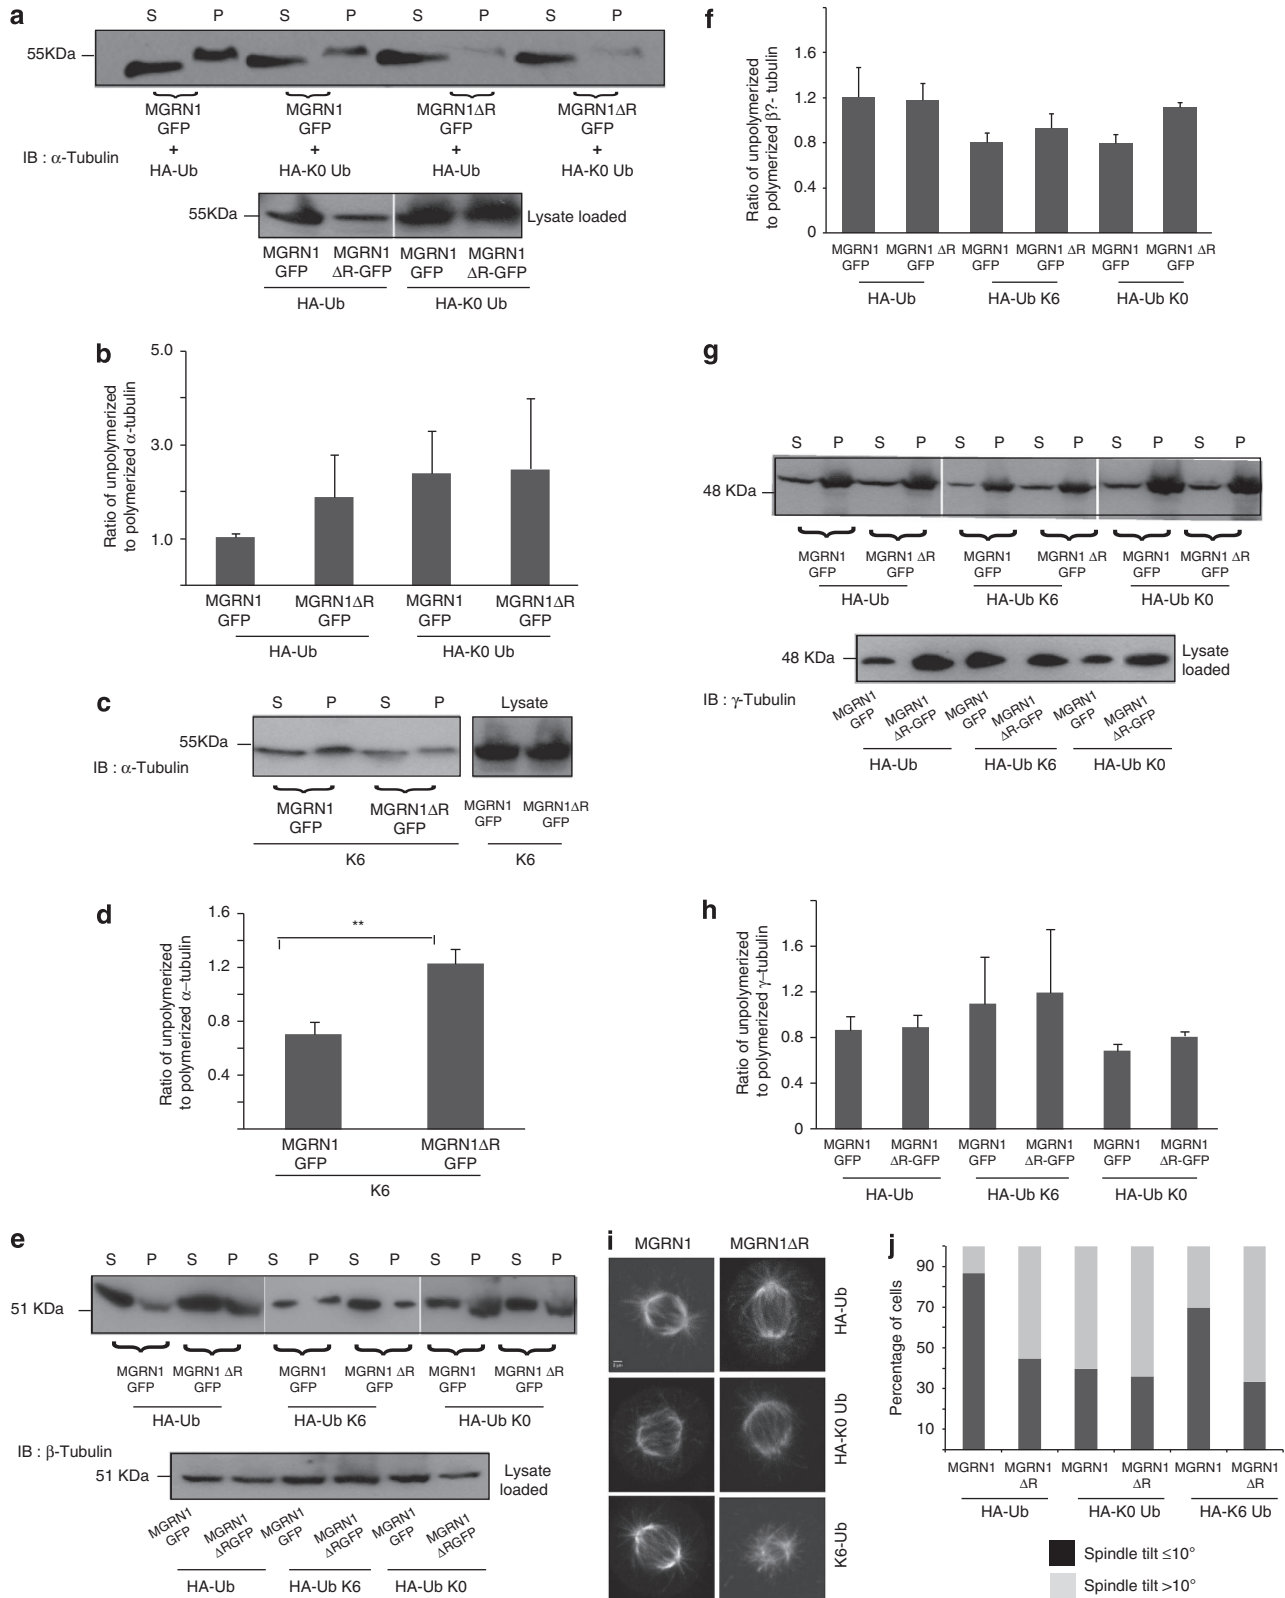 a
S P S P S P S P
55KDa
MGRN1 MGRN1 MGRN1ΔR MGRN1ΔR
GFP GFP GFP GFP
+ + + +
IB : α-Tubulin
HA-Ub HA-K0 Ub HA-Ub HA-K0 Ub
55KDa
Lysate loaded
MGRN1 MGRN1 MGRN1 MGRN1
GFP ΔR-GFP GFP ΔR-GFP
HA-Ub HA-K0 Ub
b
Ratio of unpolymerized
to polymerized α-tubulin
5.0
3.0
1.0
MGRN1 MGRN1ΔR MGRN1 MGRN1ΔR
GFP GFP GFP GFP
HA-Ub HA-K0 Ub
c
S P S P Lysate
55KDa
IB : α-Tubulin
MGRN1 MGRN1ΔR MGRN1 MGRN1ΔR
GFP GFP GFP GFP
K6 K6
d
Ratio of unpolymerized
to polymerized α–tubulin
1.6
1.2
0.8
0.4
**
MGRN1 MGRN1ΔR
GFP GFP
K6
e
S P S P S P S P S P S P
51 KDa
MGRN1 MGRN1 ΔR MGRN1 MGRN1 ΔR MGRN1 MGRN1 ΔR
GFP GFP GFP GFP GFP GFP
HA-Ub HA-Ub K6 HA-Ub K0
IB : β-Tubulin
51 KDa
Lysate
loaded
MGRN1 MGRN1 MGRN1 MGRN1 MGRN1 MGRN1
GFP ΔRGFP GFP ΔRGFP GFP ΔRGFP
HA-Ub HA-Ub K6 HA-Ub K0
f
Ratio of unpolymerized
to polymerized β?- tubulin
1.6
1.2
0.8
0.4
0
MGRN1 MGRN1 ΔR MGRN1 MGRN1 ΔR MGRN1 MGRN1 ΔR
GFP GFP GFP GFP GFP GFP
HA-Ub HA-Ub K6 HA-Ub K0
g
S P S P S P S P S P S P
48 KDa
MGRN1 MGRN1 ΔR MGRN1 MGRN1 ΔR MGRN1 MGRN1 ΔR
GFP GFP GFP GFP GFP GFP
HA-Ub HA-Ub K6 HA-Ub K0
48 KDa
Lysate
loaded
IB : γ-Tubulin
MGRN1 MGRN1 MGRN1 MGRN1 MGRN1 MGRN1
GFP ΔR-GFP GFP ΔR-GFP GFP ΔR-GFP
HA-Ub HA-Ub K6 HA-Ub K0
h
Ratio of unpolymerized
to polymerized γ–tubulin
1.6
1.2
0.8
0.4
0
MGRN1 MGRN1 MGRN1 MGRN1 MGRN1 MGRN1
GFP ΔR-GFP GFP ΔR-GFP GFP ΔR-GFP
HA-Ub HA-Ub K6 HA-Ub K0
i
MGRN1 MGRN1ΔR
HA-Ub
HA-K0 Ub
K6-Ub
j
Percentage of cells
90
70
50
30
10
MGRN1 MGRN1 MGRN1 MGRN1 MGRN1 MGRN1
ΔR ΔR ΔR
HA-Ub HA-K0 Ub HA-K6 Ub
Spindle tilt ≤10°
Spindle tilt >10°